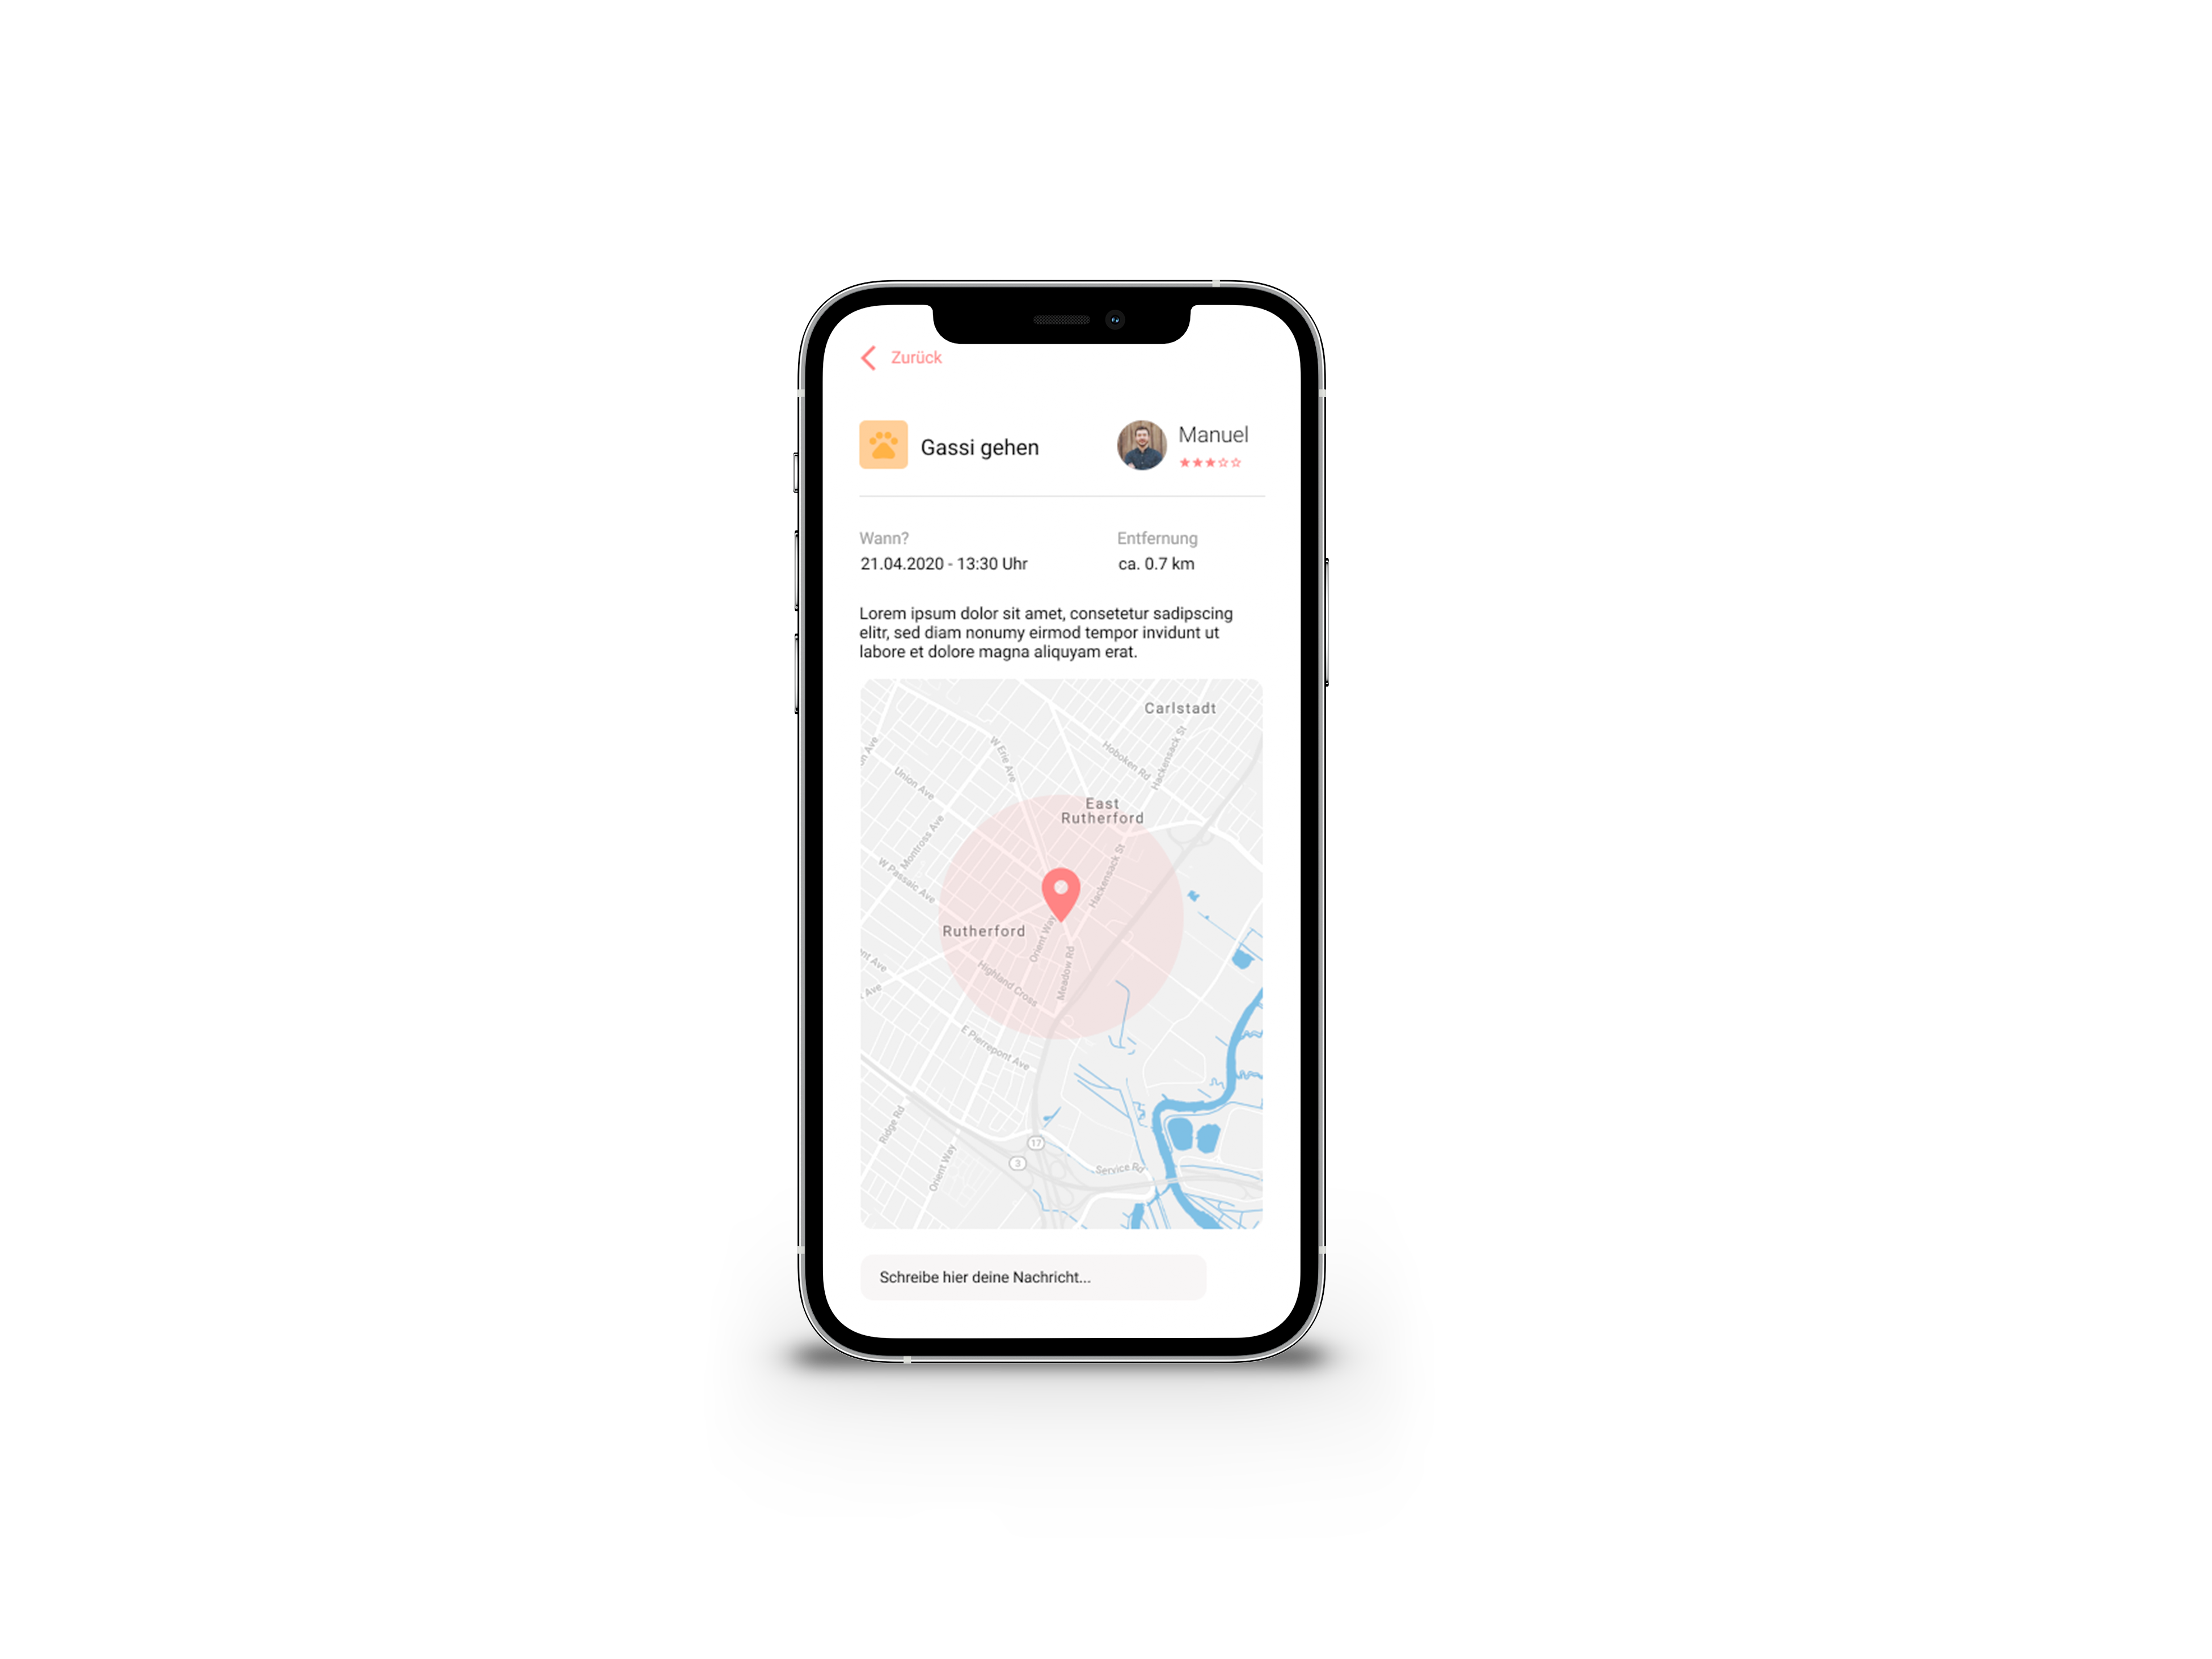 Zurück
Gassi gehen
Manuel
Wann?
Entfernung
21.04.2020 - 13:30 Uhr
ca. 0.7 km
Lorem ipsum dolor sit amet, consetetur sadipscing
elitr, sed diam nonumy eirmod tempor invidunt ut
labore et dolore magna aliquyam erat.
Carlstadt
W Erie Ave
Hoboken Rd
Hackensack St
Union Ave
East
Rutherford
Montross Ave
W Passaic Ave
Hackensack St
Rutherford
Orient Way
Meadow Rd
Highland Cross
Ave
E Pierrepont Ave
Ridge Rd
17
3
Orient Way
Service Rd
Schreibe hier deine Nachricht...